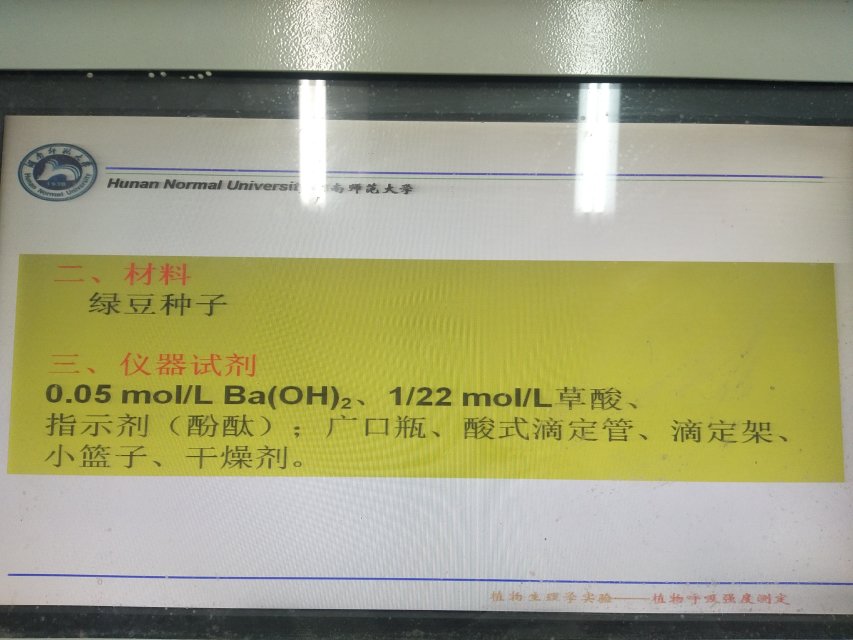 Hunan Normal Universit 南师范大学
二、材料
绿豆种子
三、仪器试剂
0.05 mol/L Ba(OH)₂、1/22 mol/L草酸、
指示剂（酚酞）；广口瓶、酸式滴定管、滴定架、
小篮子、干燥剂。
植物生理学实验——植物呼吸强度测定